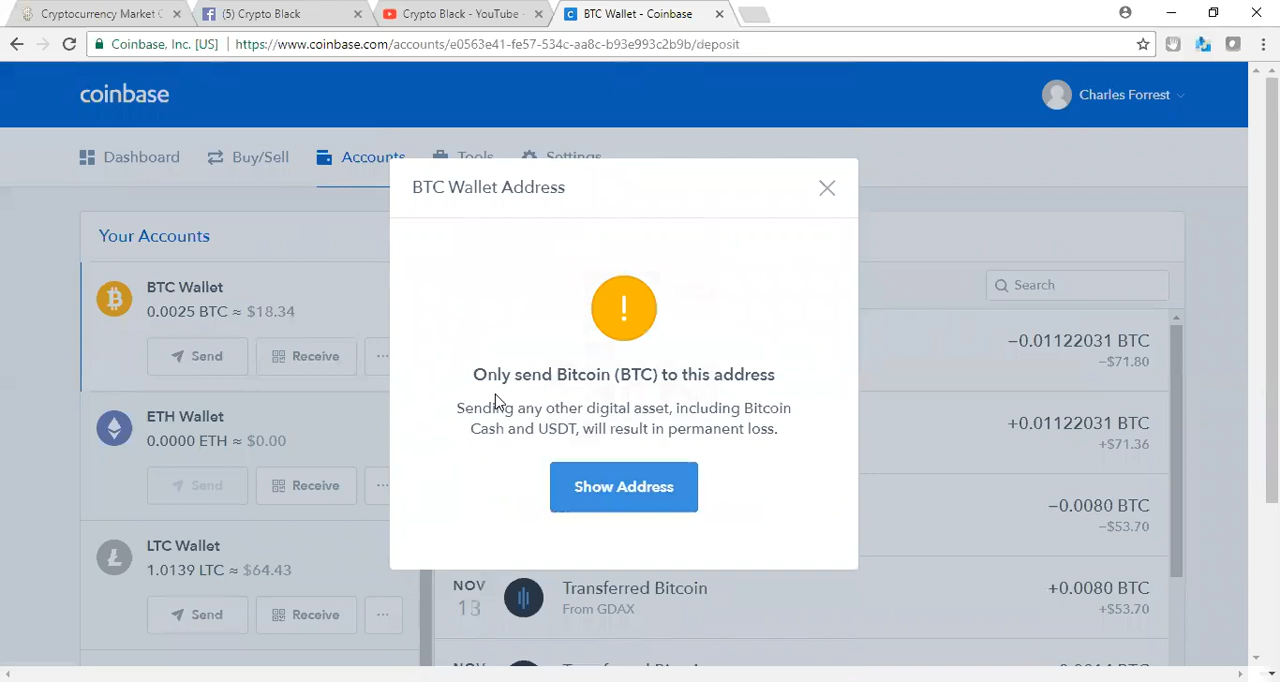 Cryptocurrency Market C
(5) Crypto Black
Crypto Black - YouTube
BTC Wallet - Coinbase
Coinbase, Inc. [US] https://www.coinbase.com/accounts/e0563e41-fe57-534c-aa8c-b93e993c2b9b/deposit
coinbase
Charles Forrest
Dashboard
Buy/Sell
Accounts
Tools
Settings
BTC Wallet Address
Only send Bitcoin (BTC) to this address
Sending any other digital asset, including Bitcoin
Cash and USDT, will result in permanent loss.
Show Address
Your Accounts
BTC Wallet
0.0025 BTC ≈ $18.34
Send
Receive
ETH Wallet
0.0000 ETH ≈ $0.00
Send
Receive
LTC Wallet
1.0139 LTC ≈ $64.43
Send
Receive
Search
−0.01122031 BTC
−$71.80
+0.01122031 BTC
+$71.36
−0.0080 BTC
−$53.70
NOV
13
Transferred Bitcoin
From GDAX
+0.0080 BTC
+$53.70